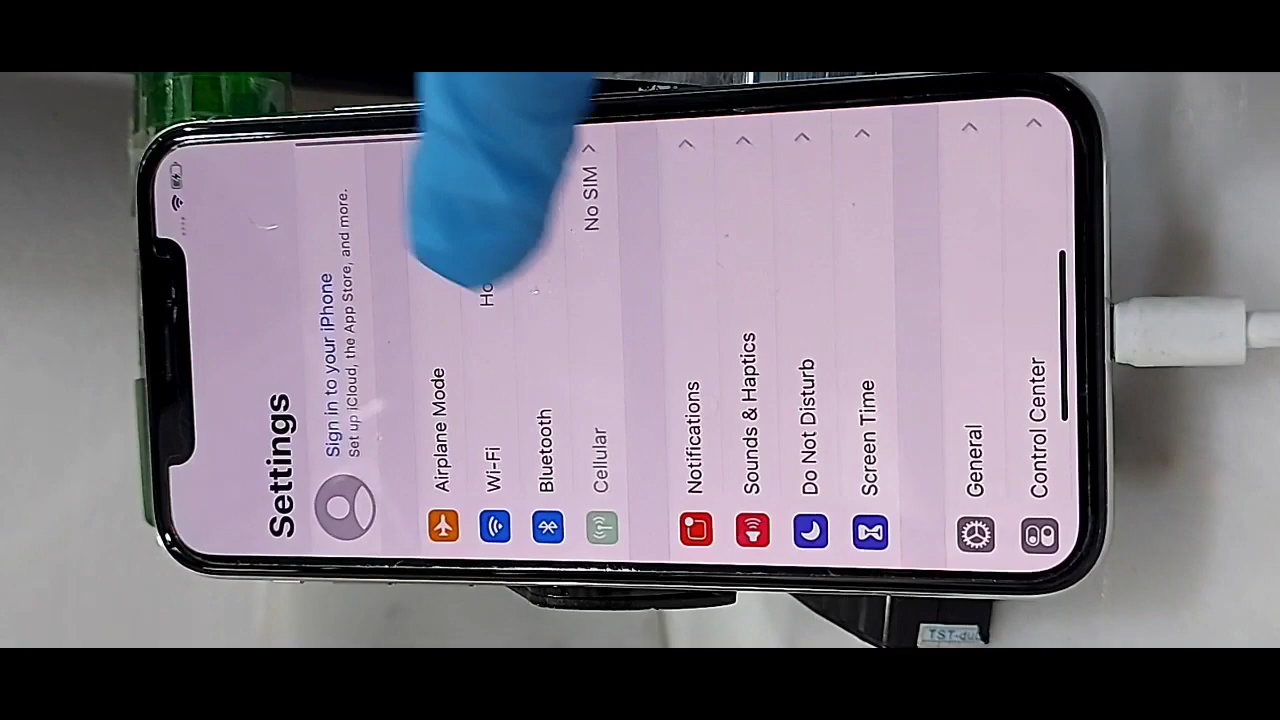 Settings
Sign in to your iPhone
Set up iCloud, the App Store, and more.
Airplane Mode
Wi-Fi
Bluetooth
Cellular No SIM
Notifications
Sounds & Haptics
Do Not Disturb
Screen Time
General
Control Center